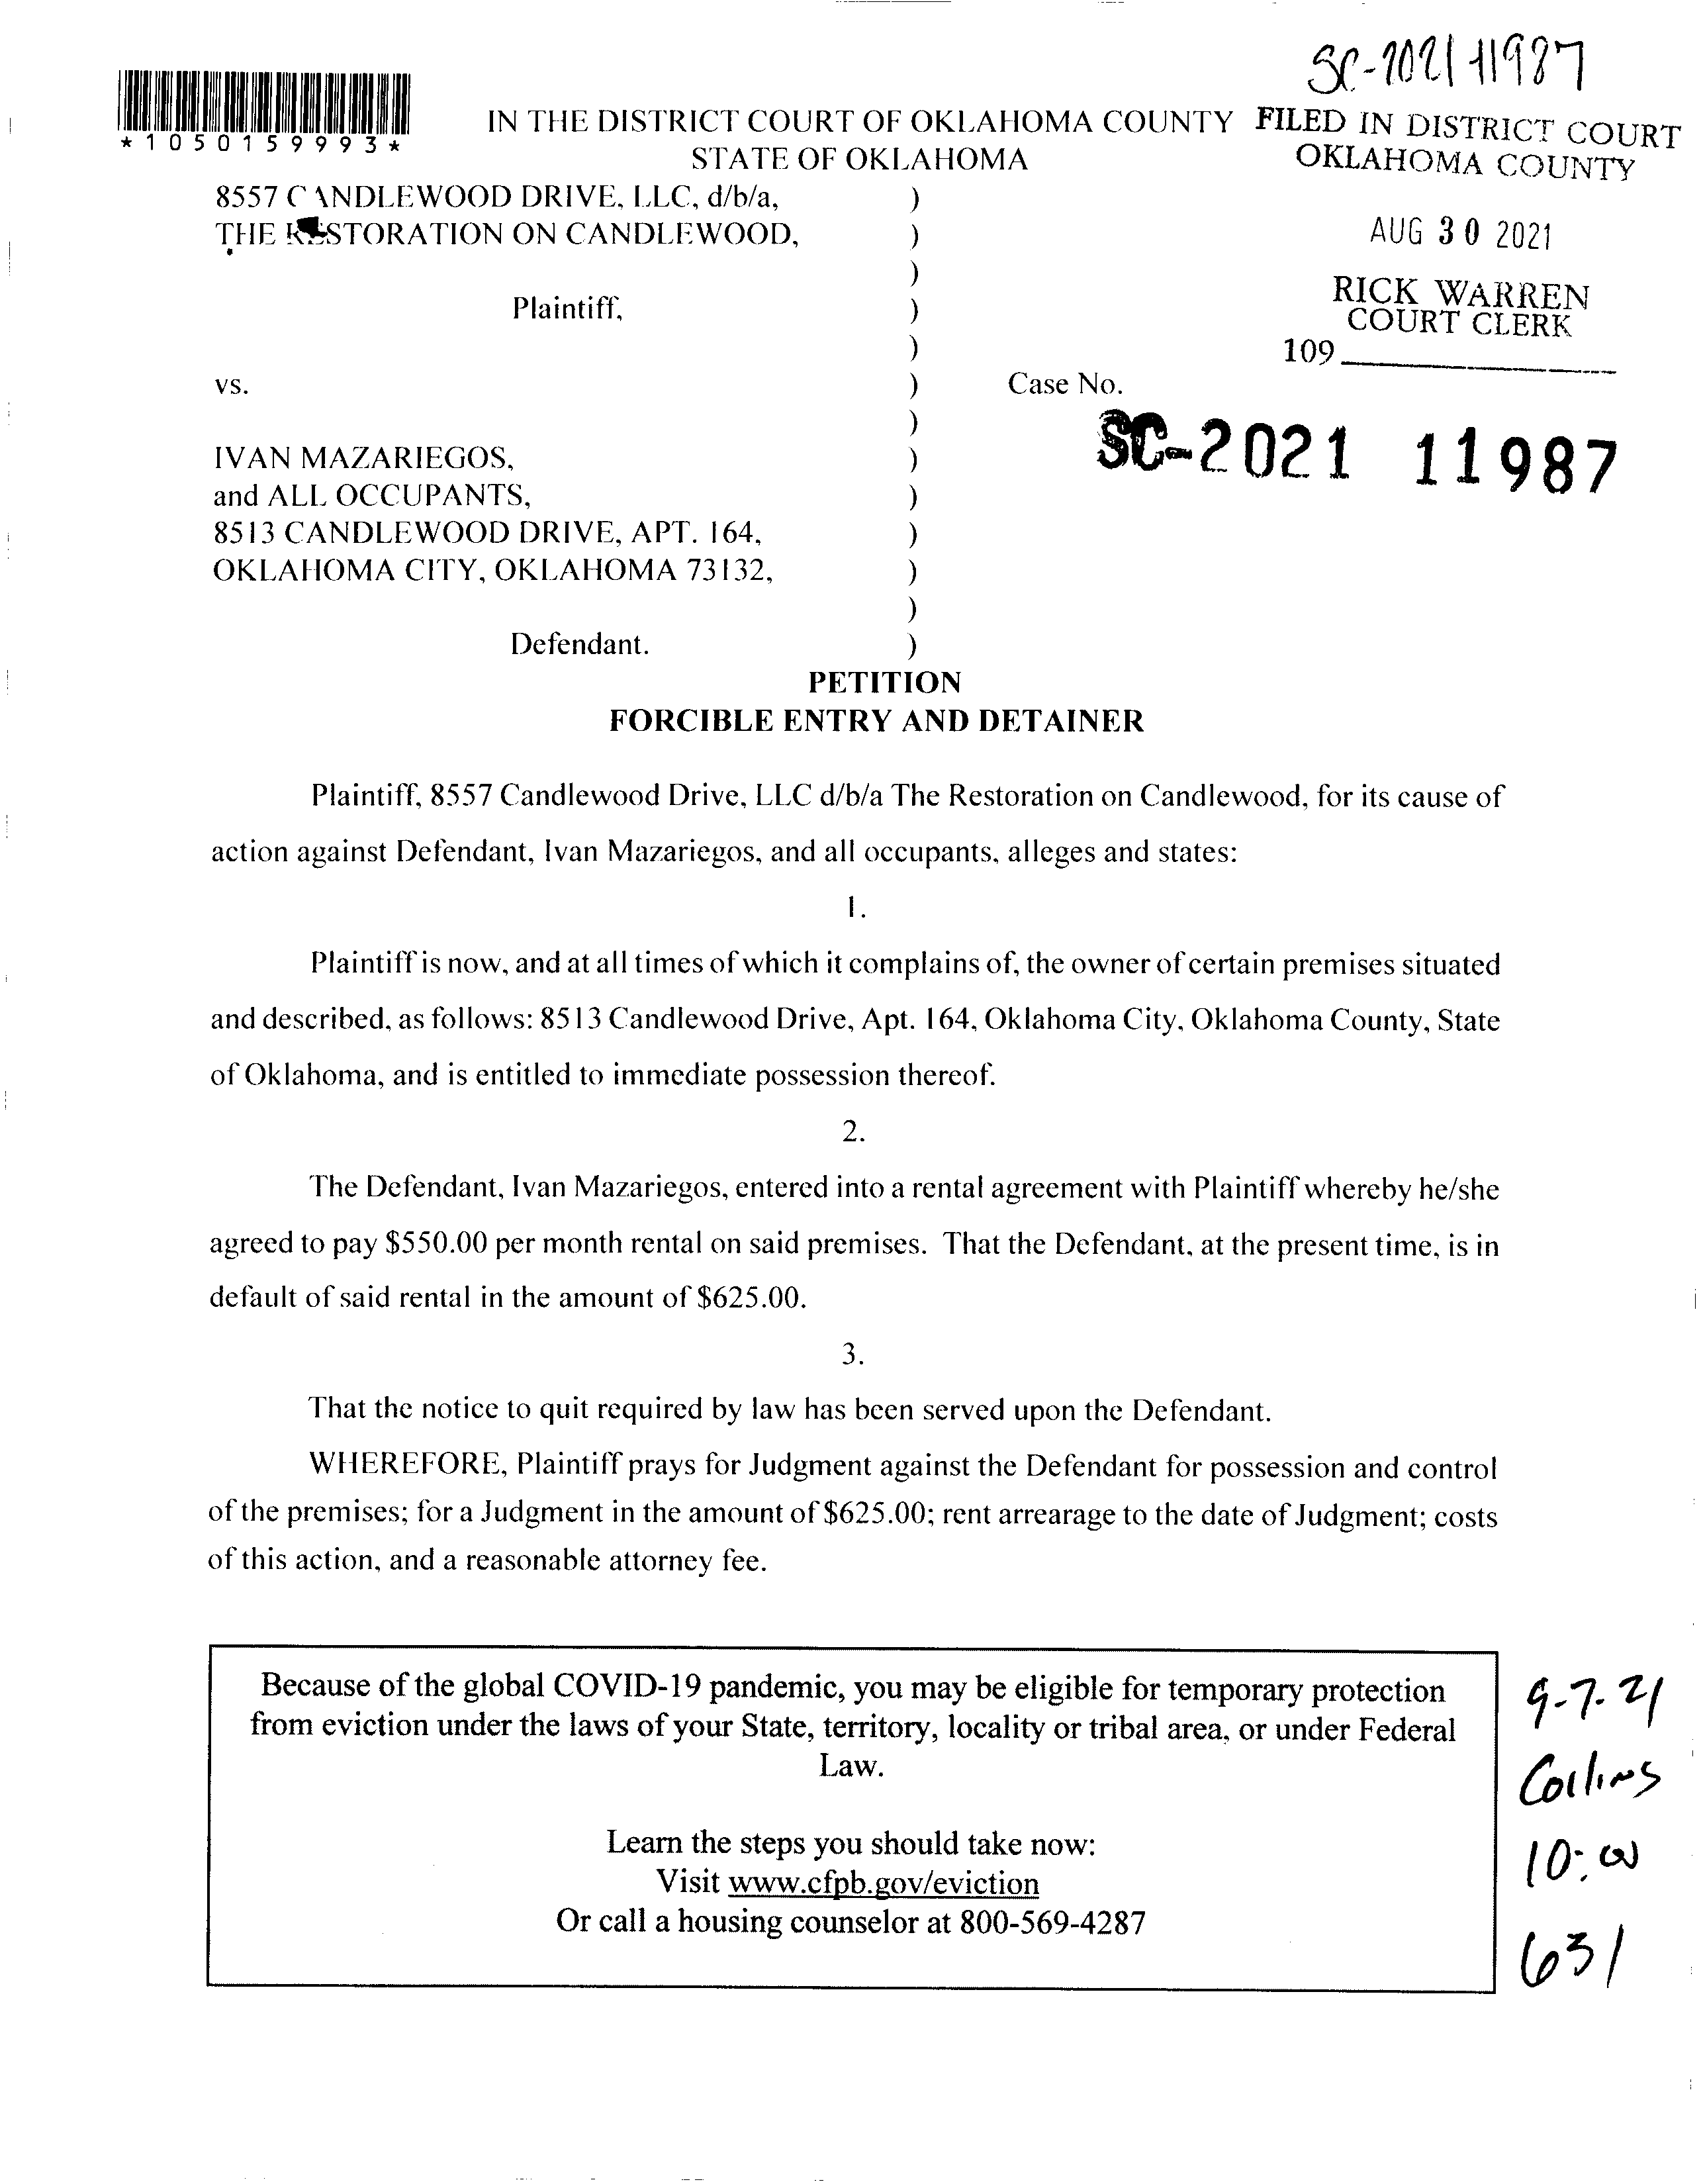 SC-2021 11987
*1050159993*
IN THE DISTRICT COURT OF OKLAHOMA COUNTY
STATE OF OKLAHOMA
FILED IN DISTRICT COURT
OKLAHOMA COUNTY
AUG 30 2021
RICK WARREN
COURT CLERK
109
8557 CANDLEWOOD DRIVE, LLC, d/b/a,
THE RESTORATION ON CANDLEWOOD,
Plaintiff,
vs.
Case No.
SC-2021 11987
IVAN MAZARIEGOS,
and ALL OCCUPANTS,
8513 CANDLEWOOD DRIVE, APT. 164,
OKLAHOMA CITY, OKLAHOMA 73132,
Defendant.
)
)
)
)
)
)
)
)
)
)
)
)
)
PETITION
FORCIBLE ENTRY AND DETAINER
Plaintiff, 8557 Candlewood Drive, LLC d/b/a The Restoration on Candlewood, for its cause of
action against Defendant, Ivan Mazariegos, and all occupants, alleges and states:
1.
Plaintiff is now, and at all times of which it complains of, the owner of certain premises situated
and described, as follows: 8513 Candlewood Drive, Apt. 164, Oklahoma City, Oklahoma County, State
of Oklahoma, and is entitled to immediate possession thereof.
2.
The Defendant, Ivan Mazariegos, entered into a rental agreement with Plaintiff whereby he/she
agreed to pay $550.00 per month rental on said premises. That the Defendant, at the present time, is in
default of said rental in the amount of $625.00.
3.
That the notice to quit required by law has been served upon the Defendant.
WHEREFORE, Plaintiff prays for Judgment against the Defendant for possession and control
of the premises; for a Judgment in the amount of $625.00; rent arrearage to the date of Judgment; costs
of this action, and a reasonable attorney fee.
Because of the global COVID-19 pandemic, you may be eligible for temporary protection
from eviction under the laws of your State, territory, locality or tribal area, or under Federal
Law.
Learn the steps you should take now:
Visit www.cfpb.gov/eviction
Or call a housing counselor at 800-569-4287
9-7-21
Collins
10:00
631